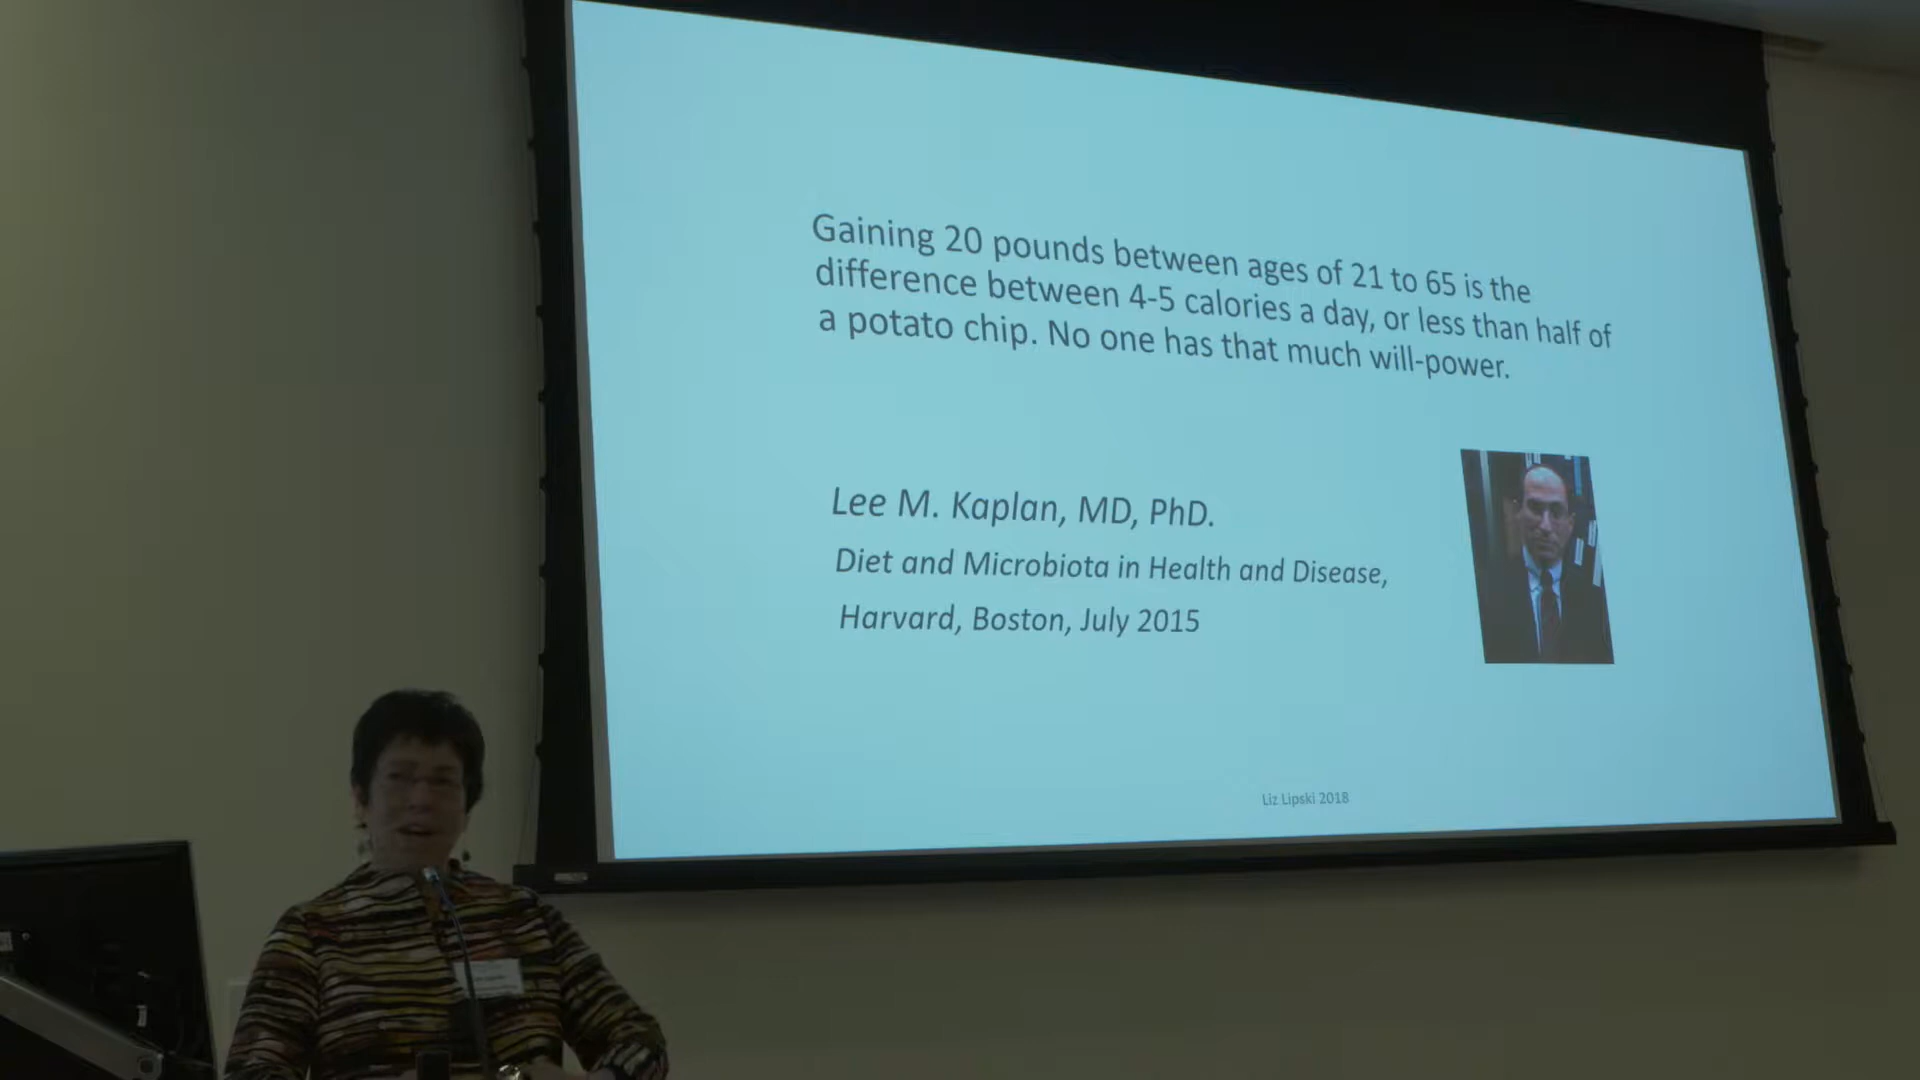 Gaining 20 pounds between ages of 21 to 65 is the
difference between 4-5 calories a day, or less than half of
a potato chip. No one has that much will-power.
Lee M. Kaplan, MD, PhD.
Diet and Microbiota in Health and Disease,
Harvard, Boston, July 2015
Liz Lipski 2018